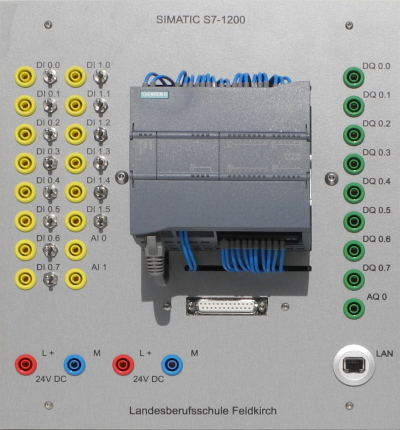 SIMATIC S7-1200
DI 0.0 DI 1.0
DI 0.1 DI 1.1
DI 0.2 DI 1.2
DI 0.3 DI 1.3
DI 0.4 DI 1.4
DI 0.5 DI 1.5
DI 0.6 AI 0
DI 0.7 AI 1
SIEMENS
DQ 0.0
DQ 0.1
DQ 0.2
DQ 0.3
DQ 0.4
DQ 0.5
DQ 0.6
DQ 0.7
AQ 0
L + M L + M
24V DC 24V DC
LAN
Landesberufsschule Feldkirch